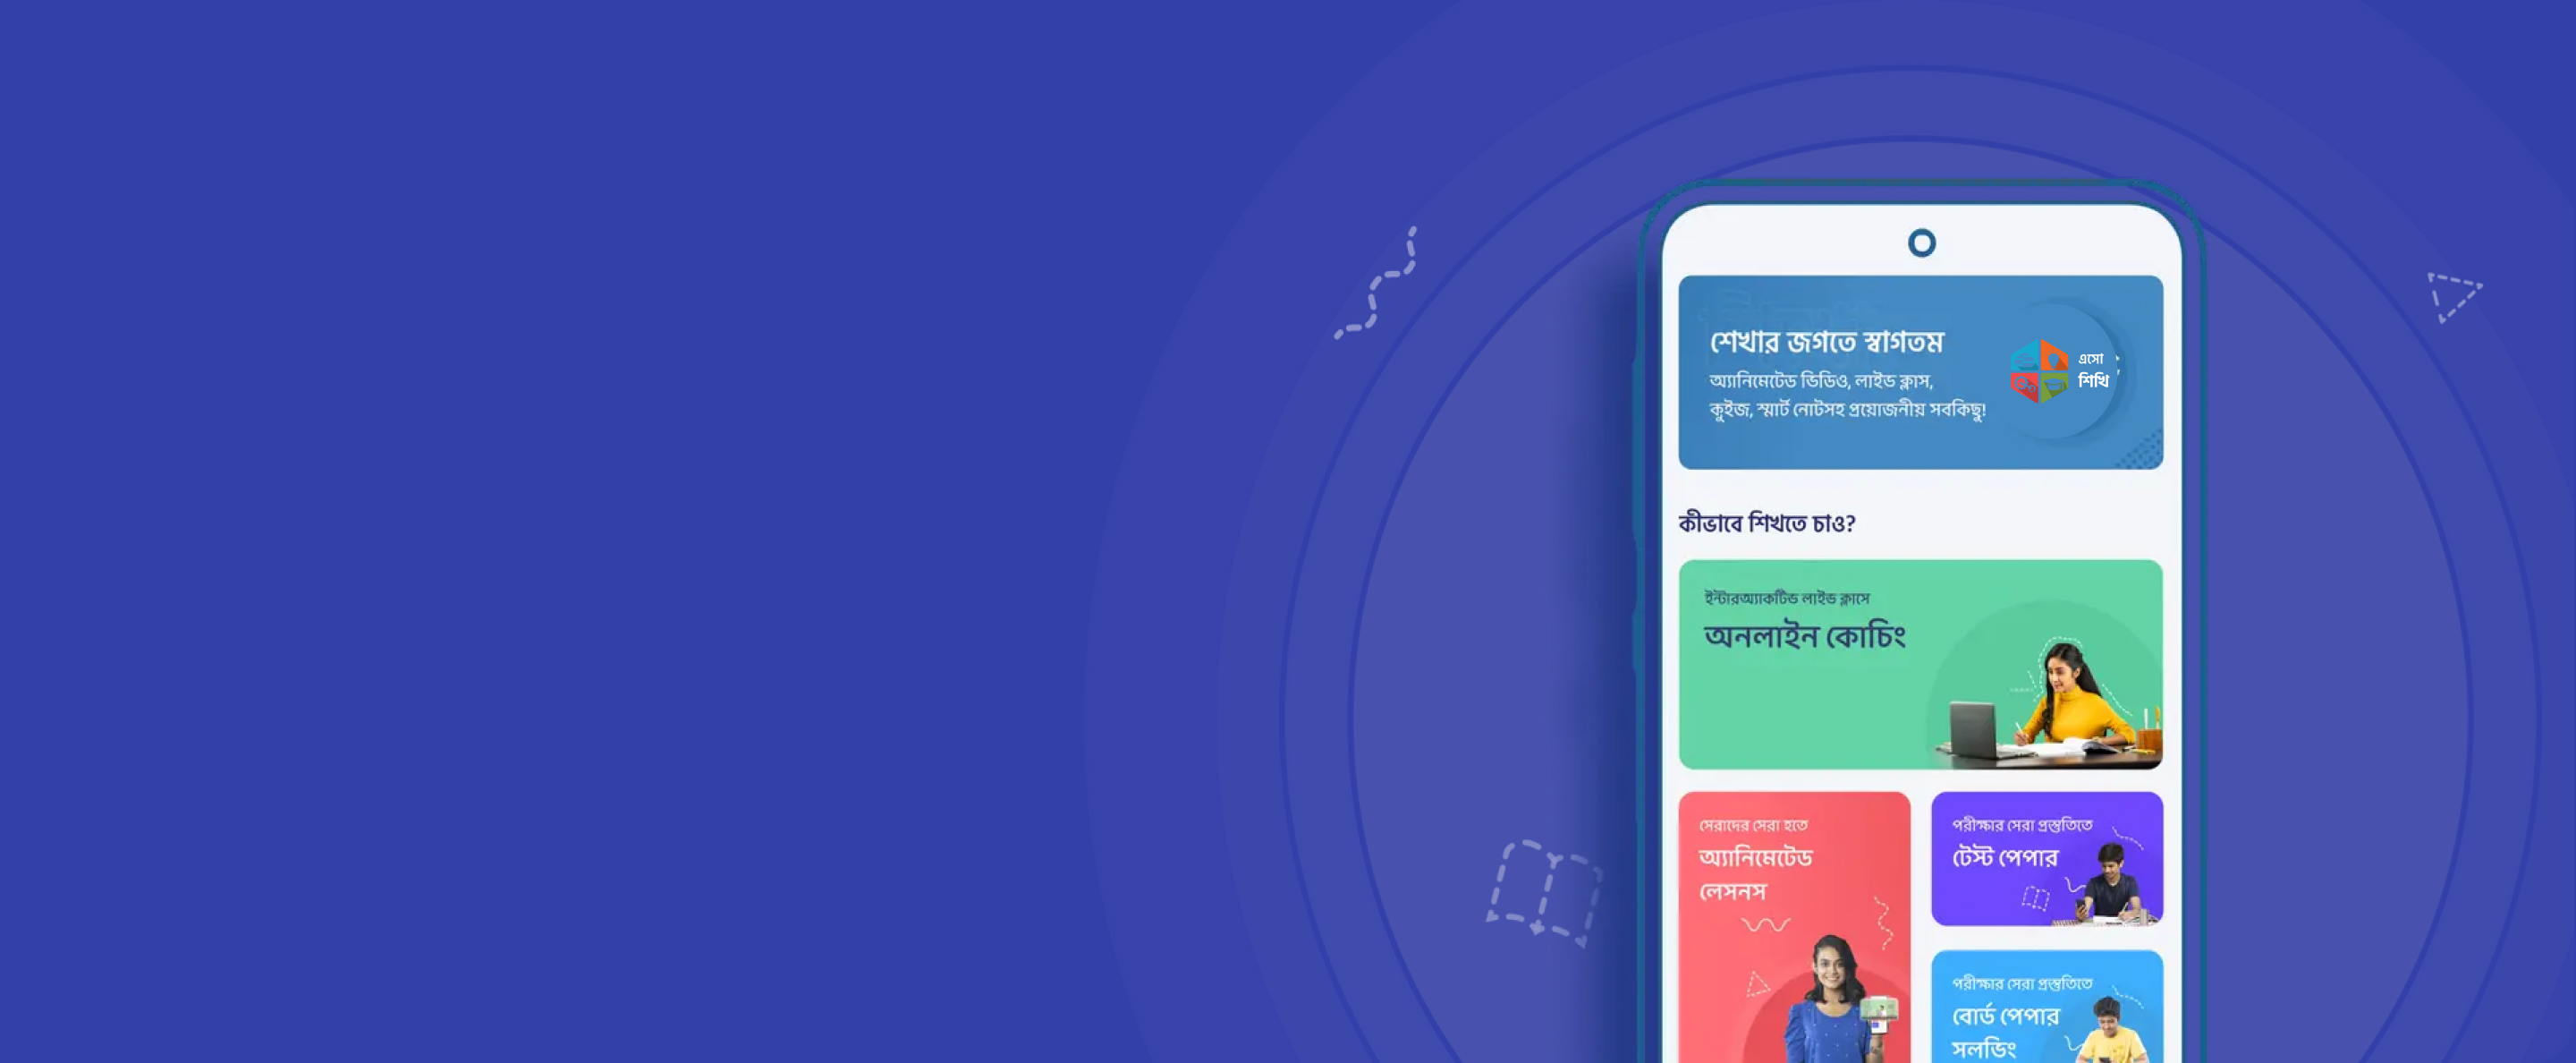 শেখার জগতে স্বাগতম
অ্যানিমেটেড ভিডিও, লাইভ ক্লাস,
কুইজ, স্মার্ট নোটসহ প্রয়োজনীয় সবকিছু!
এসো
শিখি
কীভাবে শিখতে চাও?
ইন্টারঅ্যাকটিভ লাইভ ক্লাসে
অনলাইন কোচিং
সেরাদের সেরা হতে
অ্যানিমেটেড
লেসনস
পরীক্ষার সেরা প্রস্তুতিতে
টেস্ট পেপার
পরীক্ষার সেরা প্রস্তুতিতে
বোর্ড পেপার
সলভিং